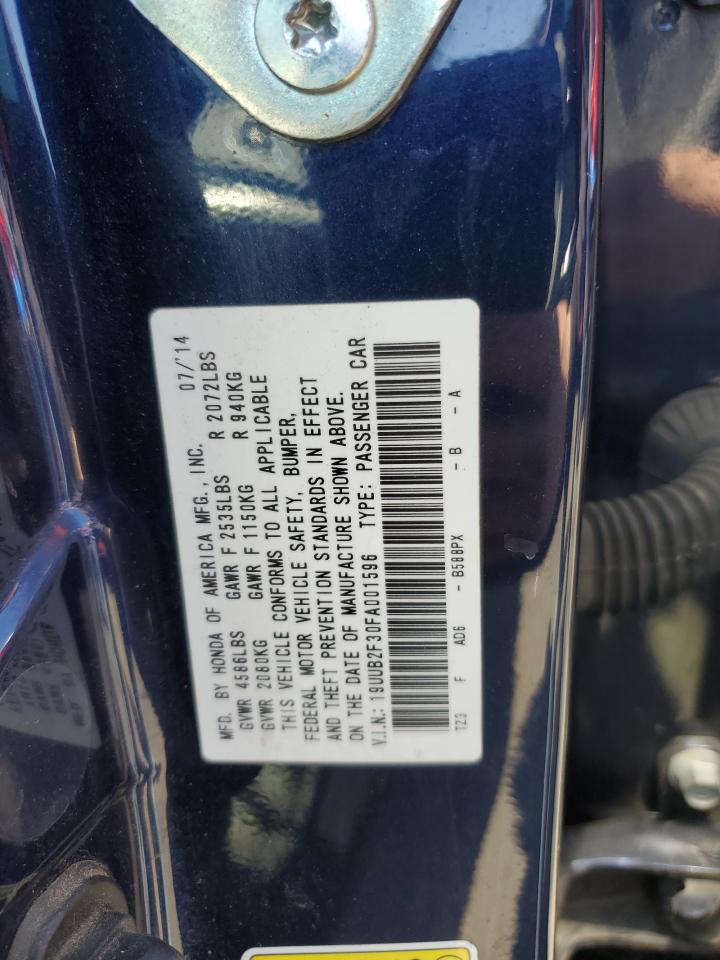 MFD. BY HONDA OF AMERICA MFG., INC. 07/'14
GVWR 4586LBS GAWR F 2535LBS R 2072LBS
GVWR 2080KG GAWR F 1150KG R 940KG
THIS VEHICLE CONFORMS TO ALL APPLICABLE
FEDERAL MOTOR VEHICLE SAFETY, BUMPER,
AND THEFT PREVENTION STANDARDS IN EFFECT
ON THE DATE OF MANUFACTURE SHOWN ABOVE.
V.I.N.: 19UUB2F30FA001596 TYPE: PASSENGER CAR
TZ3 F AD6 - B588PX - B - A